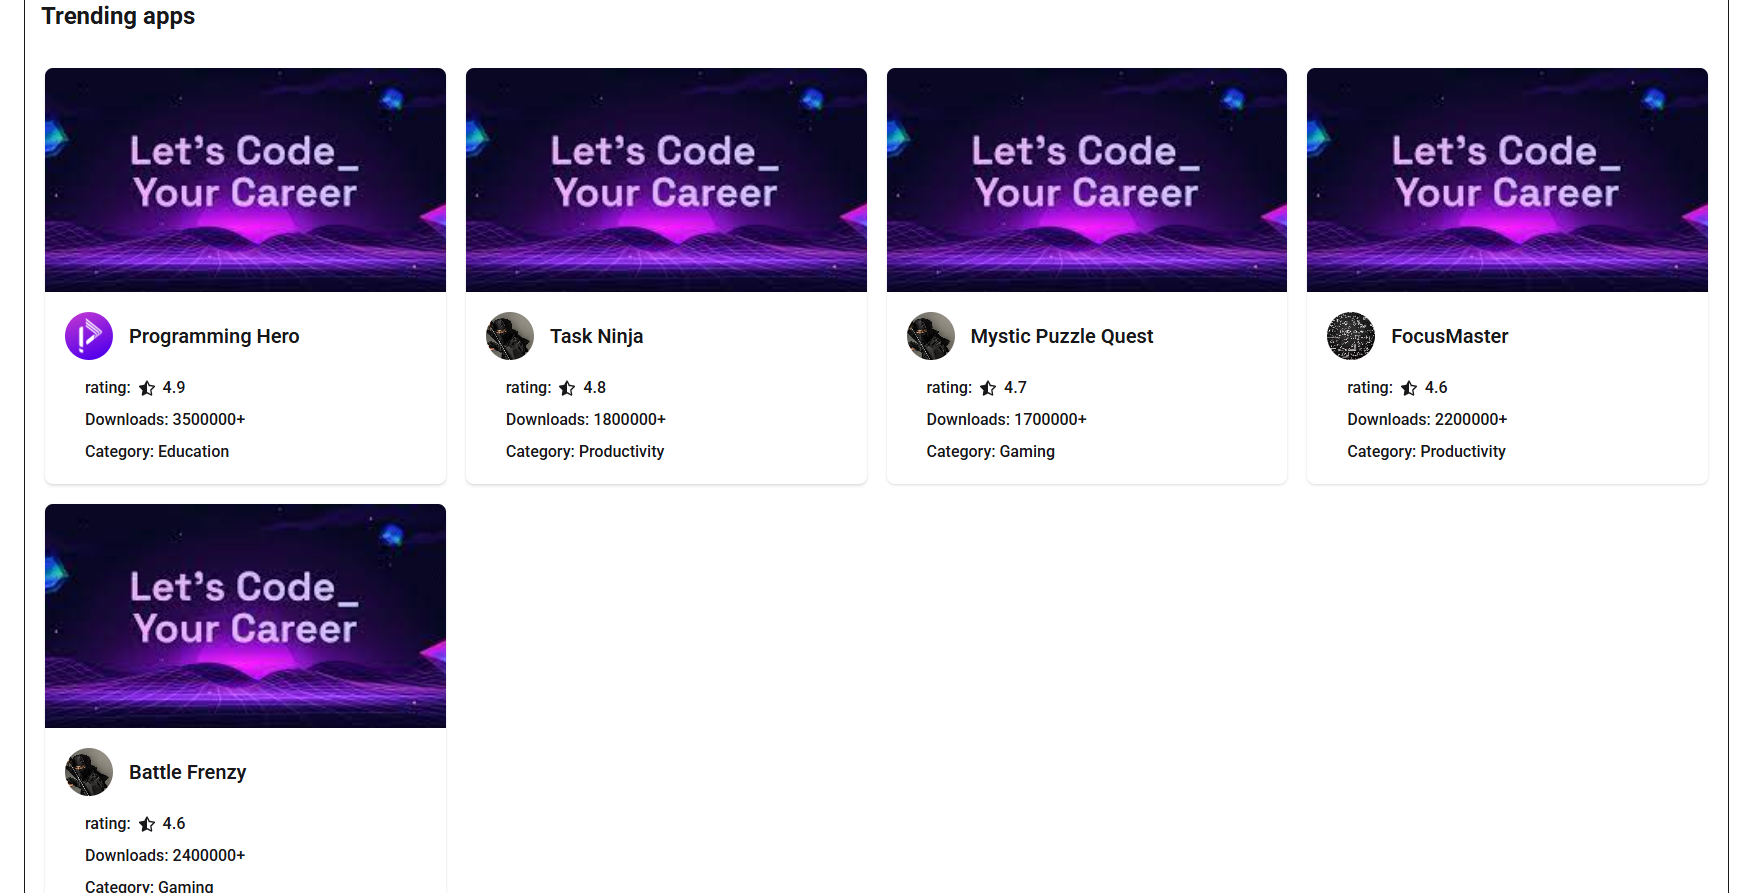 Trending apps
Let's Code_
Your Career
Let's Code_
Your Career
Let's Code_
Your Career
Let's Code_
Your Career
Programming Hero
rating: 4.9
Downloads: 3500000+
Category: Education
Task Ninja
rating: 4.8
Downloads: 1800000+
Category: Productivity
Mystic Puzzle Quest
rating: 4.7
Downloads: 1700000+
Category: Gaming
FocusMaster
rating: 4.6
Downloads: 2200000+
Category: Productivity
Let's Code_
Your Career
Battle Frenzy
rating: 4.6
Downloads: 2400000+
Category: Gaming